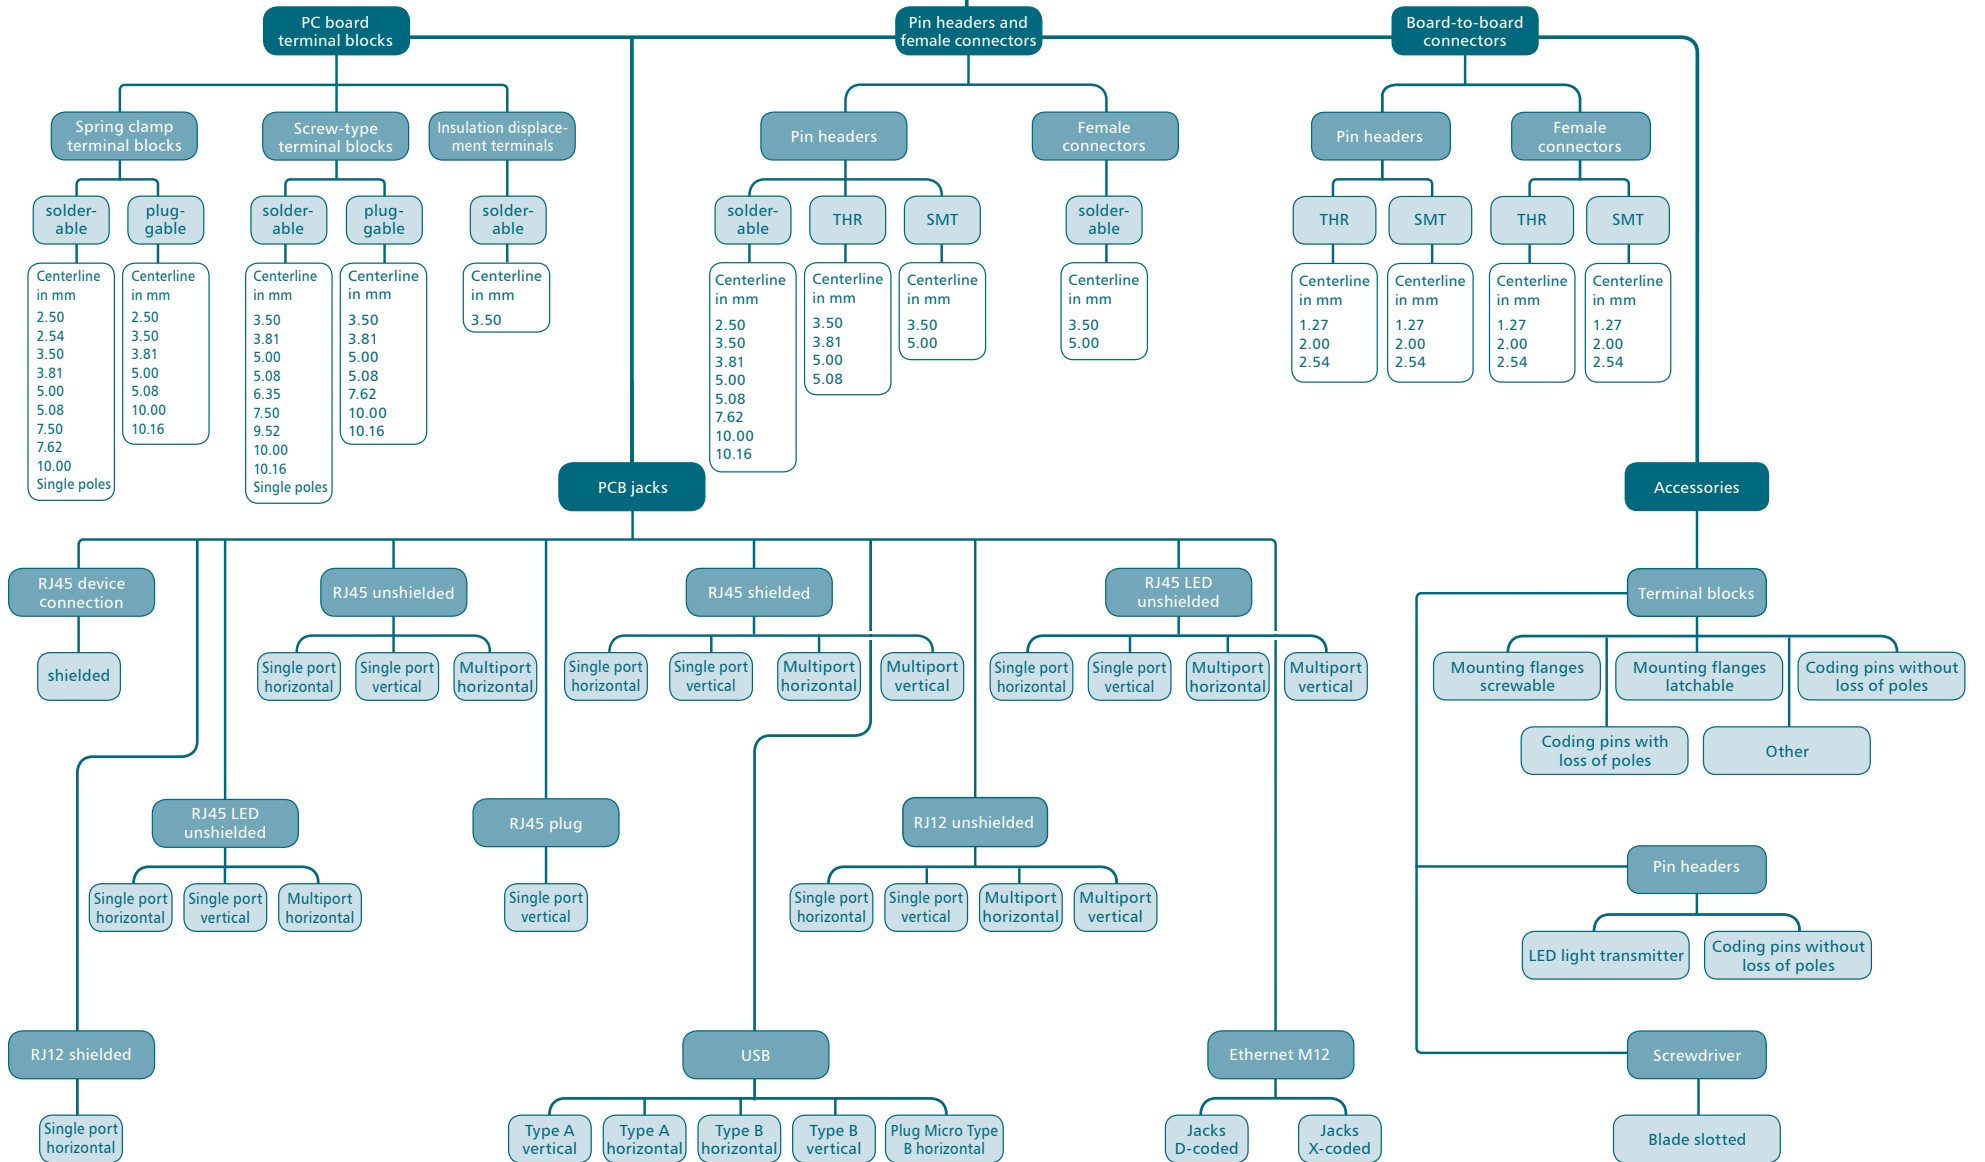 PC board
terminal blocks
Pin headers and
female connectors
Board-to-board
connectors
Spring clamp
terminal blocks
Screw-type
terminal blocks
Insulation displace-
ment terminals
Pin headers
Female
connectors
Pin headers
Female
connectors
solder-
able
plug-
gable
solder-
able
plug-
gable
solder-
able
solder-
able
THR
SMT
solder-
able
THR
SMT
THR
SMT
Centerline
in mm
2.50
2.54
3.50
3.81
5.00
5.08
7.50
7.62
10.00
Single poles
Centerline
in mm
2.50
3.50
3.81
5.00
5.08
10.00
10.16
Centerline
in mm
3.50
3.81
5.00
5.08
6.35
7.50
9.52
10.00
10.16
Single poles
Centerline
in mm
3.50
3.81
5.00
5.08
7.62
10.00
10.16
Centerline
in mm
3.50
Centerline
in mm
2.50
3.50
3.81
5.00
5.08
7.62
10.00
10.16
Centerline
in mm
3.50
3.81
5.00
5.08
Centerline
in mm
3.50
5.00
Centerline
in mm
3.50
5.00
Centerline
in mm
1.27
2.00
2.54
Centerline
in mm
1.27
2.00
2.54
Centerline
in mm
1.27
2.00
2.54
Centerline
in mm
1.27
2.00
2.54
PCB jacks
Accessories
RJ45 device
connection
RJ45 unshielded
RJ45 shielded
RJ45 LED
unshielded
Terminal blocks
shielded
Single port
horizontal
Single port
vertical
Multiport
horizontal
Single port
horizontal
Single port
vertical
Multiport
horizontal
Multiport
vertical
Single port
horizontal
Single port
vertical
Multiport
horizontal
Multiport
vertical
Mounting flanges
screwable
Mounting flanges
latchable
Coding pins without
loss of poles
Coding pins with
loss of poles
Other
RJ45 LED
unshielded
RJ45 plug
RJ12 unshielded
Pin headers
Single port
horizontal
Single port
vertical
Multiport
horizontal
Single port
vertical
Single port
horizontal
Single port
vertical
Multiport
horizontal
Multiport
vertical
LED light transmitter
Coding pins without
loss of poles
RJ12 shielded
USB
Ethernet M12
Screwdriver
Single port
horizontal
Type A
vertical
Type A
horizontal
Type B
horizontal
Type B
vertical
Plug Micro Type
B horizontal
Jacks
D-coded
Jacks
X-coded
Blade slotted